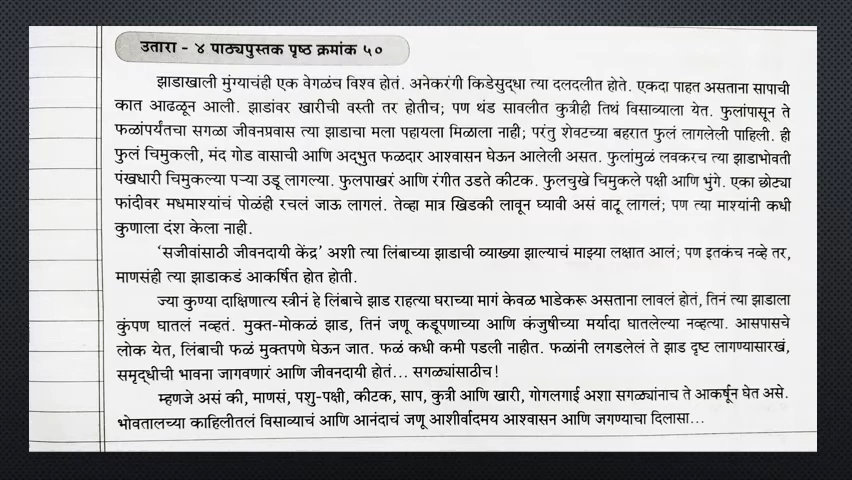 उतारा - ४ पाठ्यपुस्तक पृष्ठ क्रमांक ५०
झाडाखाली मुंग्याचंही एक वेगळंच विश्व होतं. अनेकरंगी किडेसुद्धा त्या दलदलीत होते. एकदा पाहत असताना सापाची
कात आढळून आली. झाडांवर खारीची वस्ती तर होतीच; पण थंड सावलीत कुत्रीही तिथं विसाव्याला येत. फुलांपासून ते
फळांपर्यंतचा सगळा जीवनप्रवास त्या झाडाचा मला पहायला मिळाला नाही; परंतु शेवटच्या बहरात फुलं लागलेली पाहिली. ही
फुलं चिमुकली, मंद गोड वासाची आणि अद्‌भुत फळदार आश्वासन घेऊन आलेली असत. फुलांमुळं लवकरच त्या झाडाभोवती
पंखधारी चिमुकल्या पऱ्या उडू लागल्या. फुलपाखरं आणि रंगीत उडते कीटक. फुलचुखे चिमुकले पक्षी आणि भुंगे. एका छोट्या
फांदीवर मधमाश्यांचं पोळंही रचलं जाऊ लागलं. तेव्हा मात्र खिडकी लावून घ्यावी असं वाटू लागलं; पण त्या माश्यांनी कधी
कुणाला दंश केला नाही.
'सजीवांसाठी जीवनदायी केंद्र' अशी त्या लिंबाच्या झाडाची व्याख्या झाल्याचं माझ्या लक्षात आलं; पण इतकंच नव्हे तर,
माणसंही त्या झाडाकडं आकर्षित होत होती.
ज्या कुण्या दाक्षिणात्य स्त्रीनं हे लिंबाचे झाड राहत्या घराच्या मागं केवळ भाडेकरू असताना लावलं होतं, तिनं त्या झाडाला
कुंपण घातलं नव्हतं. मुक्त-मोकळं झाड, तिनं जणू कडूपणाच्या आणि कंजुषीच्या मर्यादा घातलेल्या नव्हत्या. आसपासचे
लोक येत, लिंबाची फळं मुक्तपणे घेऊन जात. फळं कधी कमी पडली नाहीत. फळांनी लगडलेलं ते झाड दृष्ट लागण्यासारखं,
समृद्धीची भावना जागवणारं आणि जीवनदायी होतं... सगळ्यांसाठीच!
म्हणजे असं की, माणसं, पशु-पक्षी, कीटक, साप, कुत्री आणि खारी, गोगलगाई अशा सगळ्यांनाच ते आकर्षून घेत असे.
भोवतालच्या काहिलीतलं विसाव्याचं आणि आनंदाचं जणू आशीर्वादमय आश्वासन आणि जगण्याचा दिलासा...